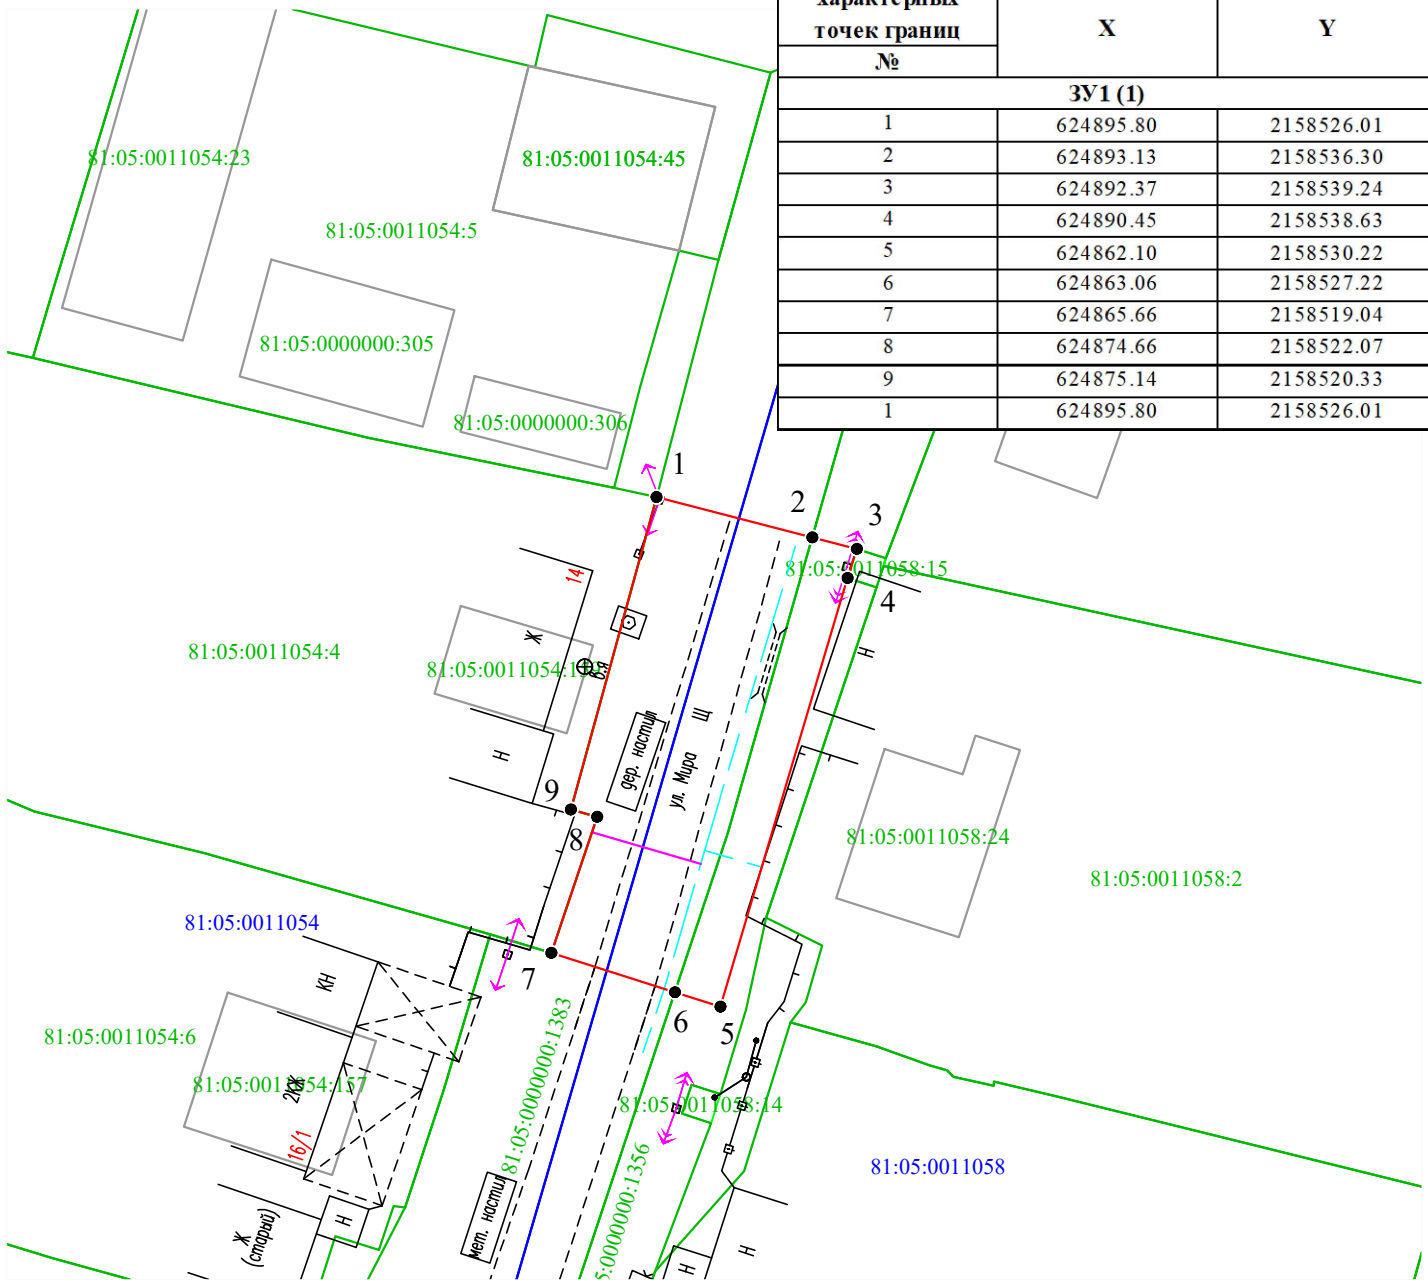 характерных
точек границ
№
X
Y
ЗУ1 (1)
1 624895.80 2158526.01
2 624893.13 2158536.30
3 624892.37 2158539.24
4 624890.45 2158538.63
5 624862.10 2158530.22
6 624863.06 2158527.22
7 624865.66 2158519.04
8 624874.66 2158522.07
9 624875.14 2158520.33
1 624895.80 2158526.01
81:05:0011054:23
81:05:0011054:45
81:05:0011054:5
81:05:0000000:305
81:05:0000000:306
1
2
3
81:05:0011058:15
4
14
Ж
Н
81:05:0011054:4
в.я
Щ
дер. настил
ул. Мира
Н
9
8
81:05:0011058:24
81:05:0011058:2
81:05:0011054
7
КН
6
5
81:05:0011054:6
81:05:0011054:157
2КЖ
16/1
81:05:0000000:1383
81:05:0011058:14
5:0000000:1356
81:05:0011058
мет. настил
Ж
(старый)
Н
Н
Н
К